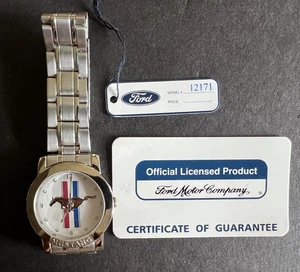 Ford
MODEL# 12171
PRICE
Official Licensed Product
Ford Motor Company,
CERTIFICATE OF GUARANTEE
MUSTANG